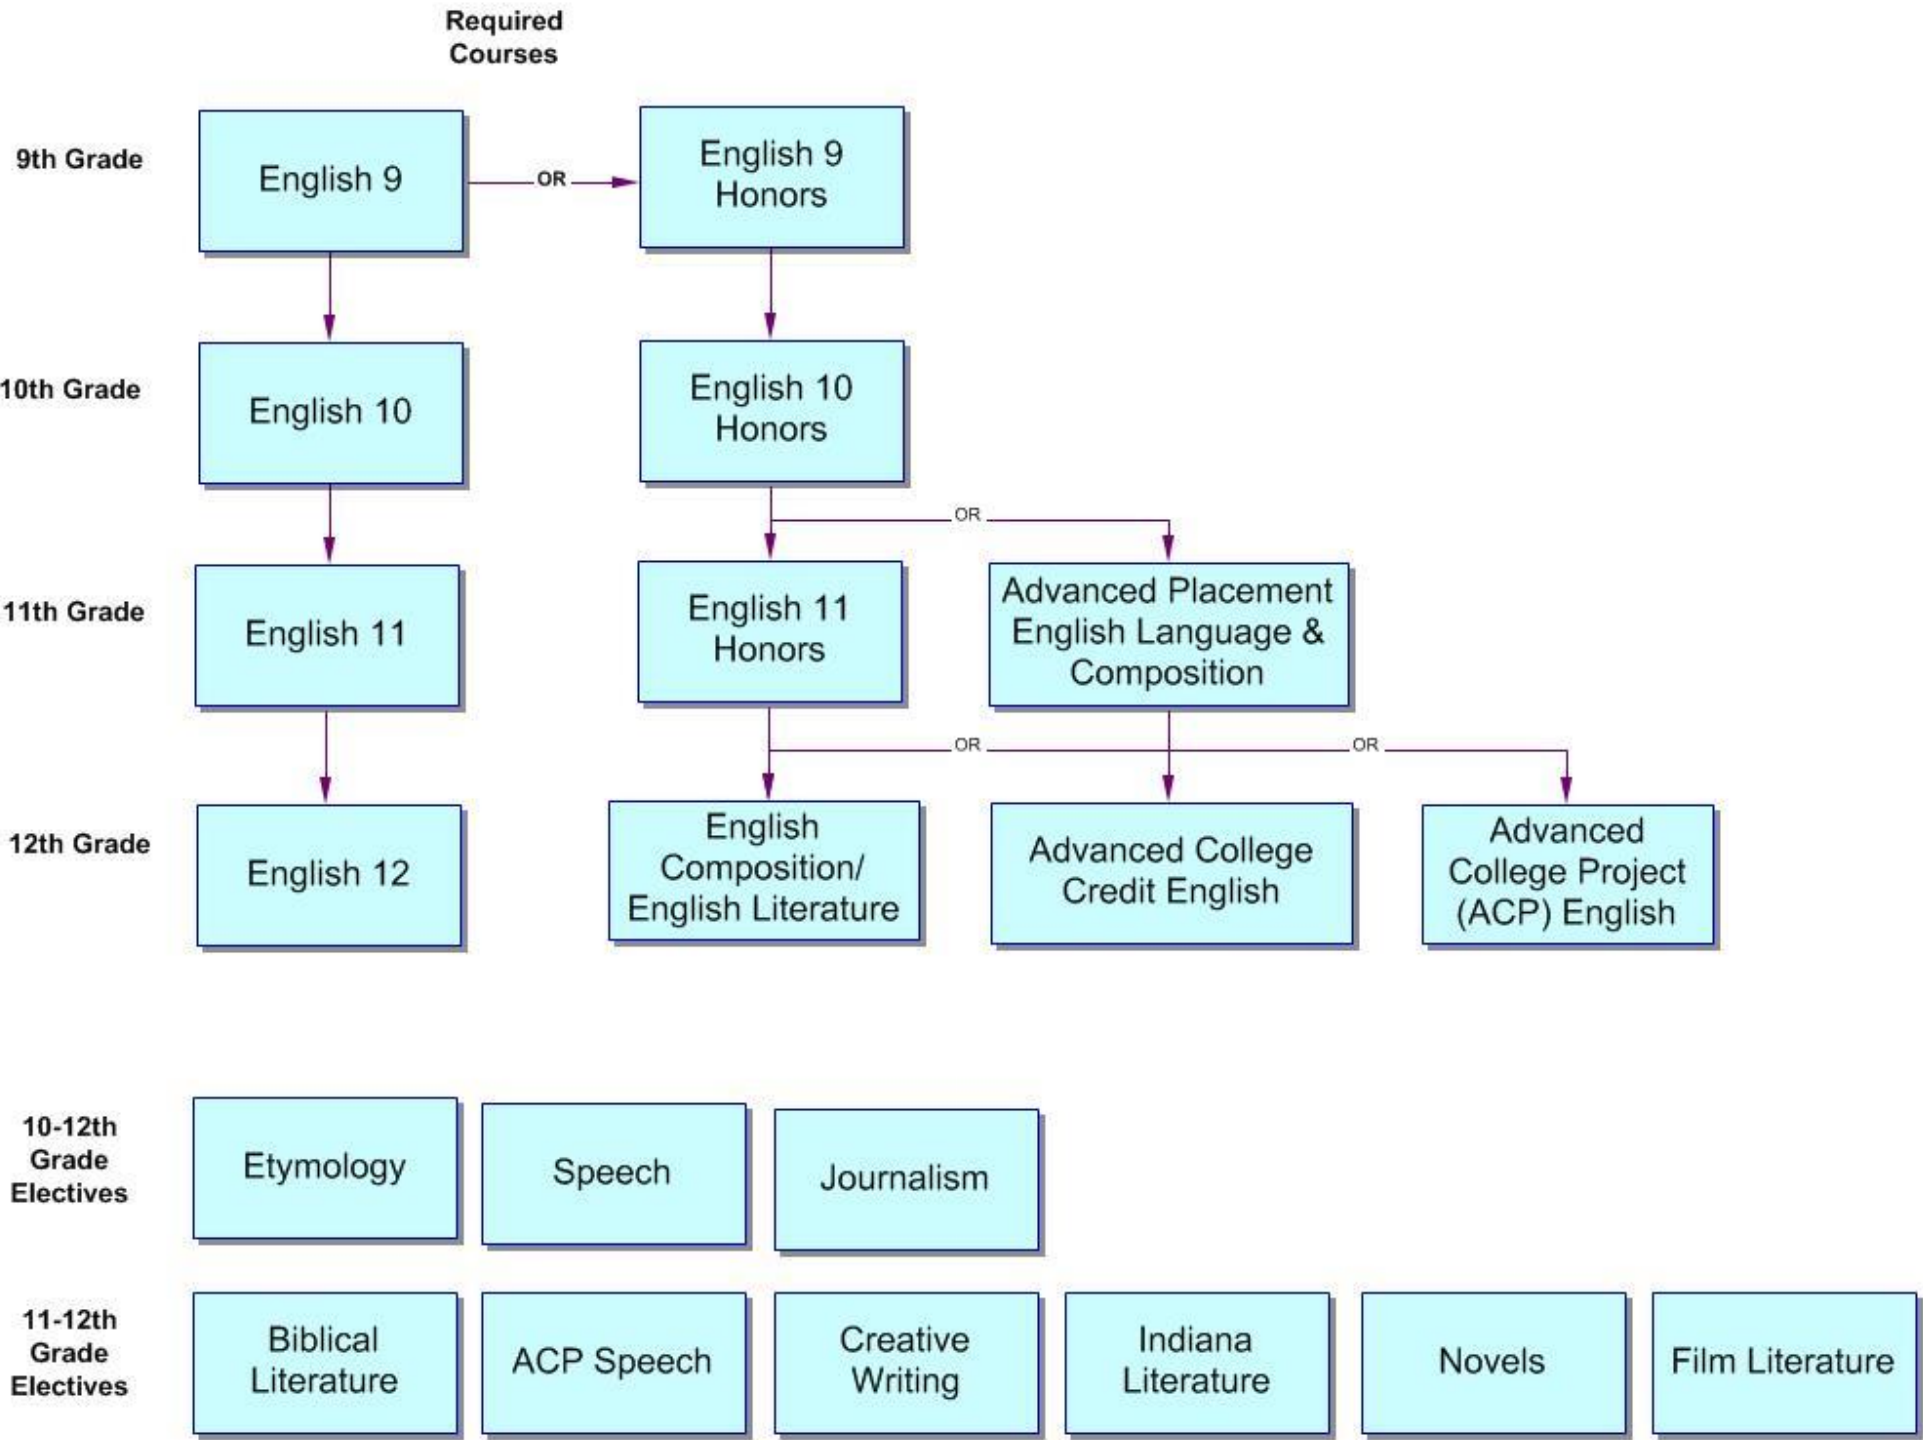 Required
Courses
9th Grade
English 9
OR
English 9
Honors
10th Grade
English 10
English 10
Honors
OR
11th Grade
English 11
English 11
Honors
Advanced Placement
English Language &
Composition
OR
OR
12th Grade
English 12
English
Composition/
English Literature
Advanced College
Credit English
Advanced
College Project
(ACP) English
10-12th
Grade
Electives
Etymology
Speech
Journalism
11-12th
Grade
Electives
Biblical
Literature
ACP Speech
Creative
Writing
Indiana
Literature
Novels
Film Literature